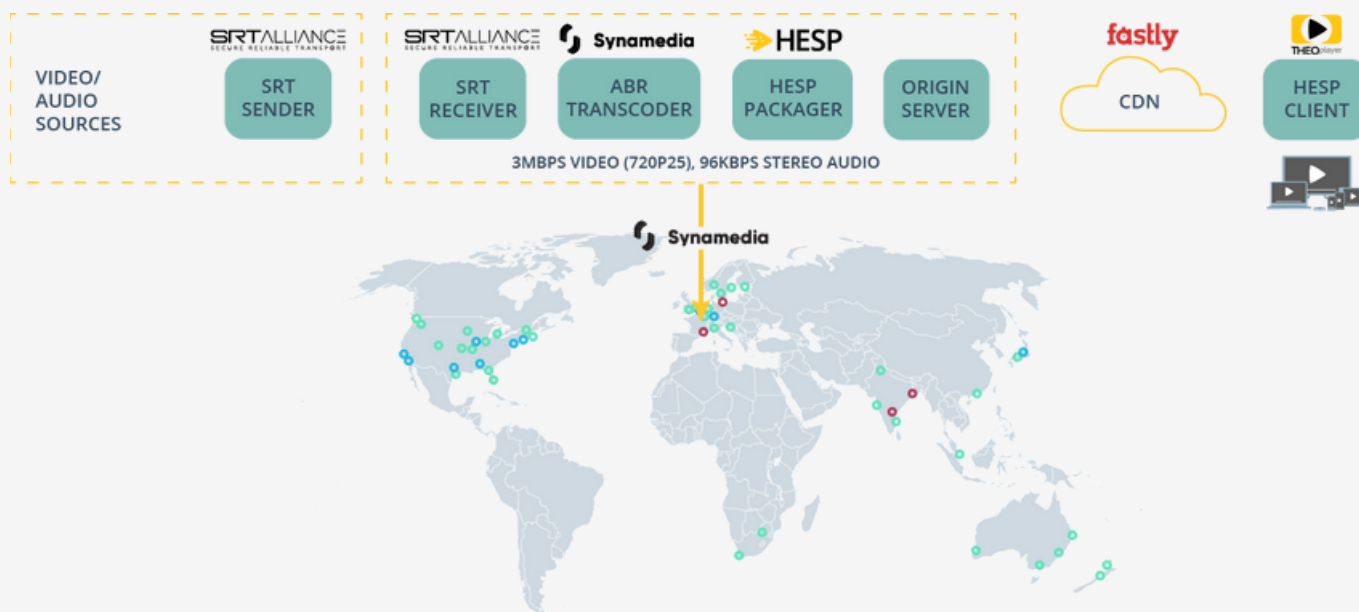 SRTALLIANCE
SECURE RELIABLE TRANSPORT
VIDEO/
AUDIO
SOURCES
SRT
SENDER
SRTALLIANCE
SECURE RELIABLE TRANSPORT
SRT
RECEIVER
Synamedia
ABR
TRANSCODER
HESP
HESP
PACKAGER
ORIGIN
SERVER
3MBPS VIDEO (720P25), 96KBPS STEREO AUDIO
fastly
CDN
THEOplayer
HESP
CLIENT
Synamedia